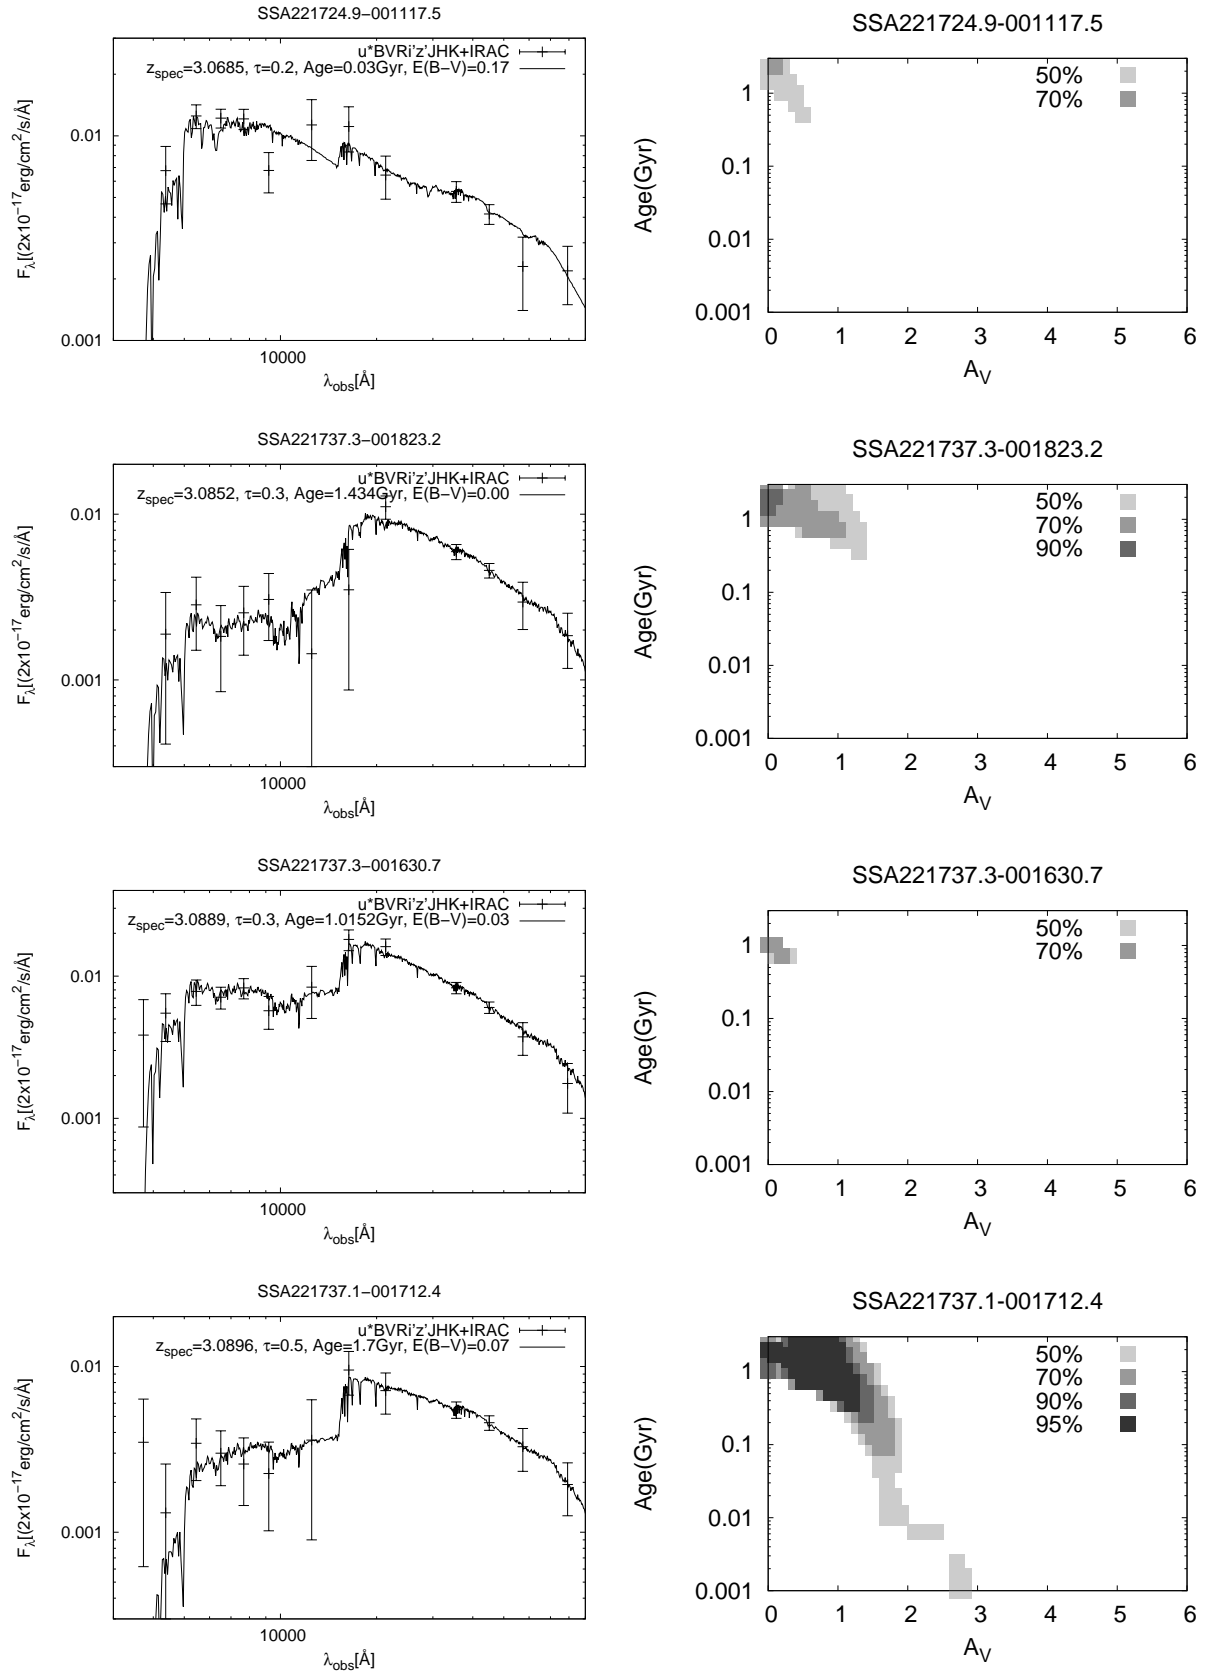 SSA221724.9−001117.5
u*BVRi'z'JHK+IRAC
z_spec=3.0685, τ=0.2, Age=0.03Gyr, E(B−V)=0.17
F_λ[(2x10^−17erg/cm^2/s/Å]
0.01
0.001
10000
λ_obs[Å]
SSA221724.9-001117.5
50%
70%
Age(Gyr)
1
0.1
0.01
0.001
0 1 2 3 4 5 6
A_V
SSA221737.3−001823.2
u*BVRi'z'JHK+IRAC
z_spec=3.0852, τ=0.3, Age=1.434Gyr, E(B−V)=0.00
F_λ[(2x10^−17erg/cm^2/s/Å]
0.01
0.001
10000
λ_obs[Å]
SSA221737.3-001823.2
50%
70%
90%
Age(Gyr)
1
0.1
0.01
0.001
0 1 2 3 4 5 6
A_V
SSA221737.3−001630.7
u*BVRi'z'JHK+IRAC
z_spec=3.0889, τ=0.3, Age=1.0152Gyr, E(B−V)=0.03
F_λ[(2x10^−17erg/cm^2/s/Å]
0.01
0.001
10000
λ_obs[Å]
SSA221737.3-001630.7
50%
70%
Age(Gyr)
1
0.1
0.01
0.001
0 1 2 3 4 5 6
A_V
SSA221737.1−001712.4
u*BVRi'z'JHK+IRAC
z_spec=3.0896, τ=0.5, Age=1.7Gyr, E(B−V)=0.07
F_λ[(2x10^−17erg/cm^2/s/Å]
0.01
0.001
10000
λ_obs[Å]
SSA221737.1-001712.4
50%
70%
90%
95%
Age(Gyr)
1
0.1
0.01
0.001
0 1 2 3 4 5 6
A_V